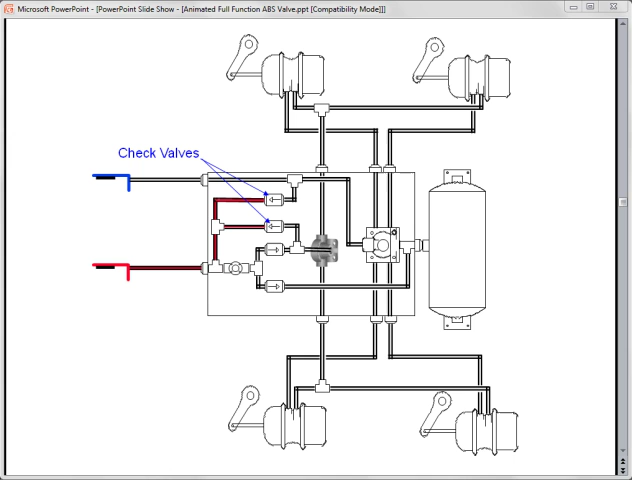 Microsoft PowerPoint - [PowerPoint Slide Show - [Animated Full Function ABS Valve.ppt [Compatibility Mode]]]
Check Valves